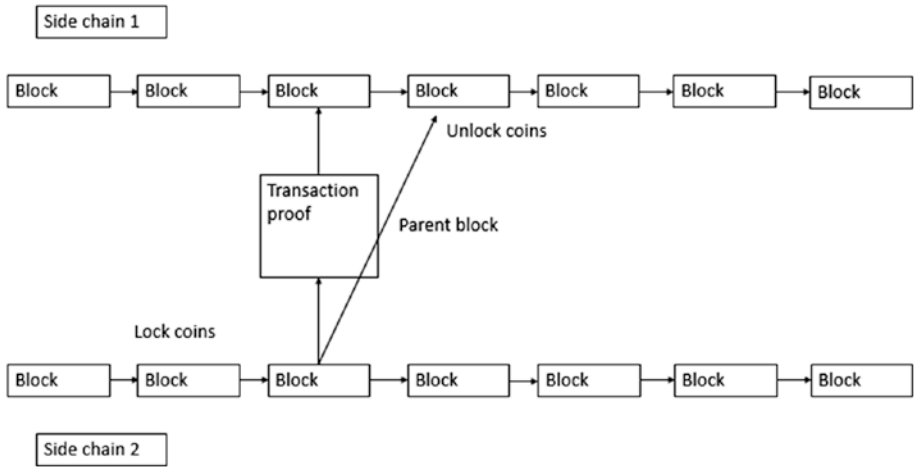 Side chain 1
Block Block Block Block Block Block Block
Unlock coins
Transaction
proof
Parent block
Lock coins
Block Block Block Block Block Block Block
Side chain 2